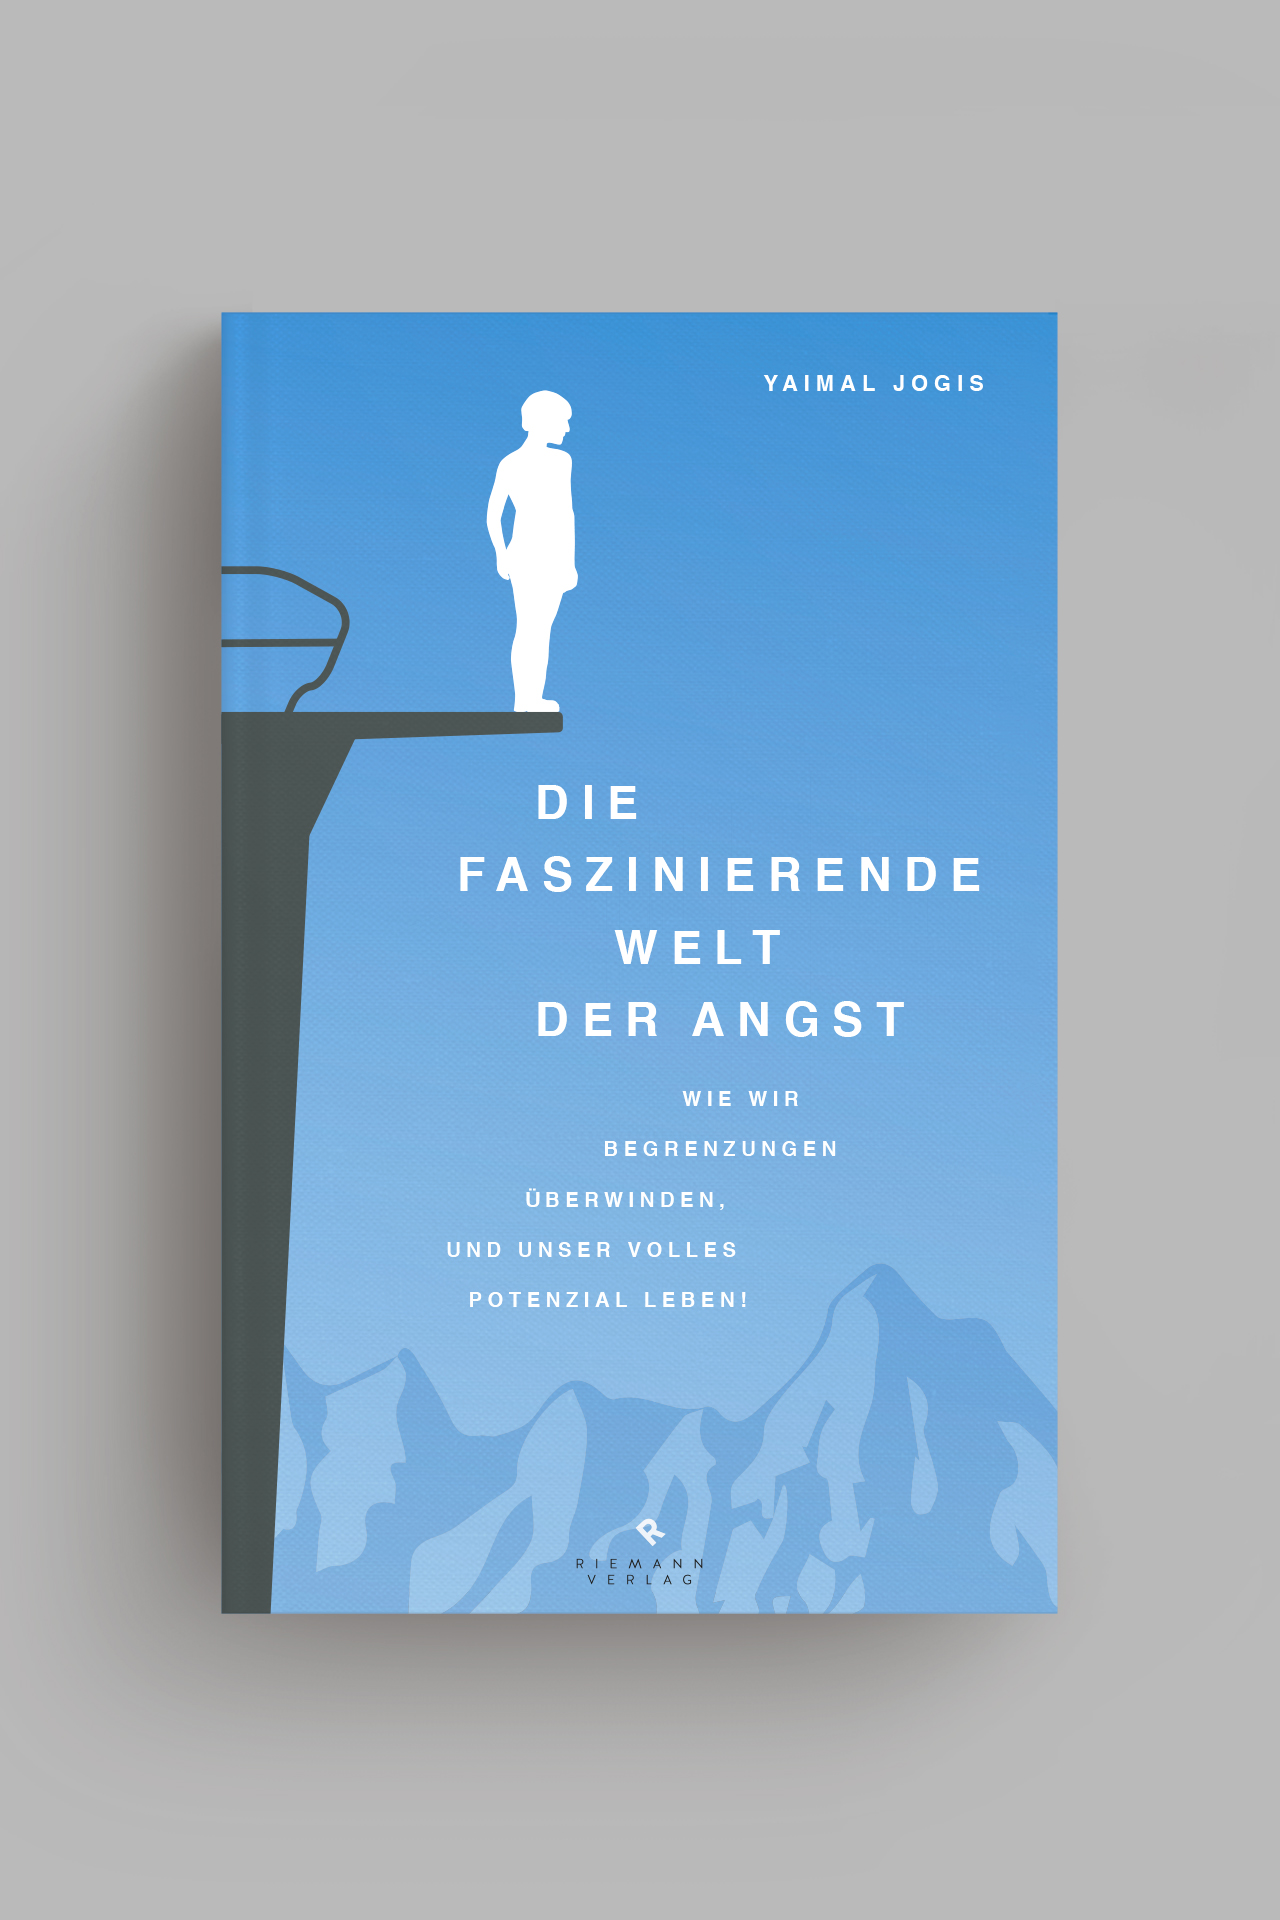 YAIMAL JOGIS
DIE
FASZINIERENDE
WELT
DER ANGST
WIE WIR
BEGRENZUNGEN
ÜBERWINDEN,
UND UNSER VOLLES
POTENZIAL LEBEN!
R
RIEMANN
VERLAG